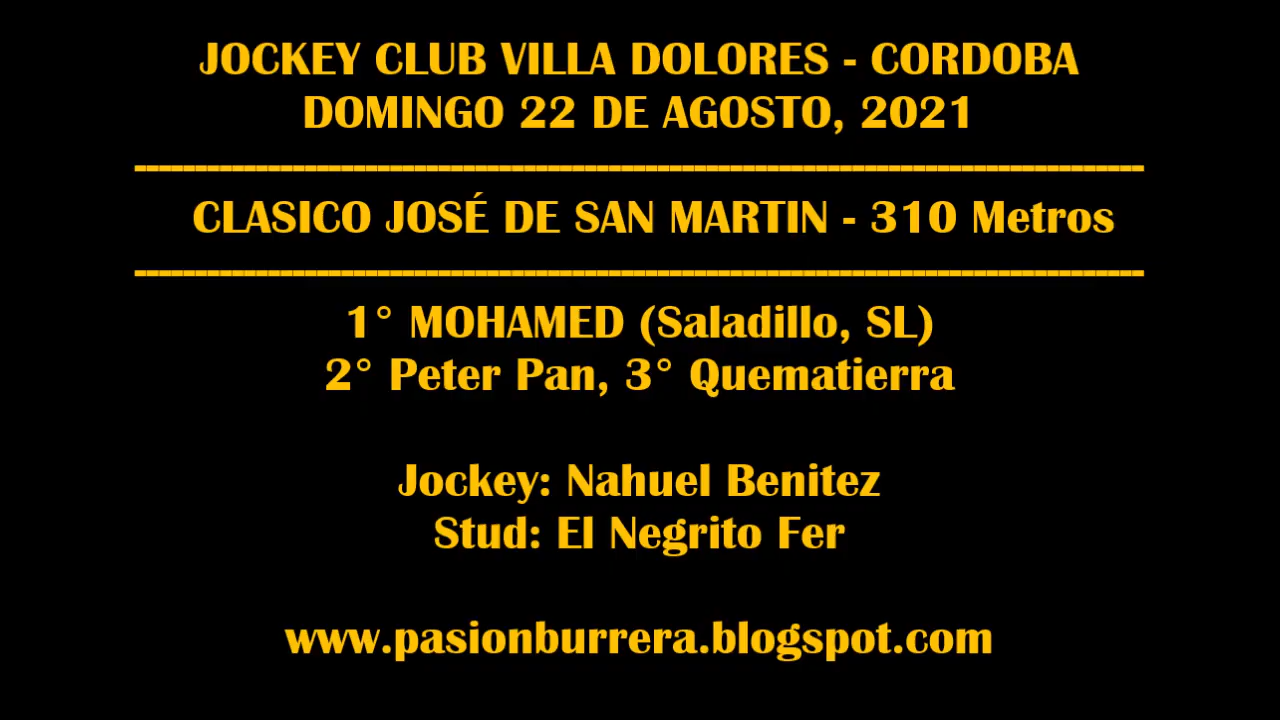 JOCKEY CLUB VILLA DOLORES - CORDOBA
DOMINGO 22 DE AGOSTO, 2021
--------------------------------------------------------------------------------
CLASICO JOSÉ DE SAN MARTIN - 310 Metros
--------------------------------------------------------------------------------
1° MOHAMED (Saladillo, SL)
2° Peter Pan, 3° Quematierra
Jockey: Nahuel Benitez
Stud: El Negrito Fer
www.pasionburrera.blogspot.com